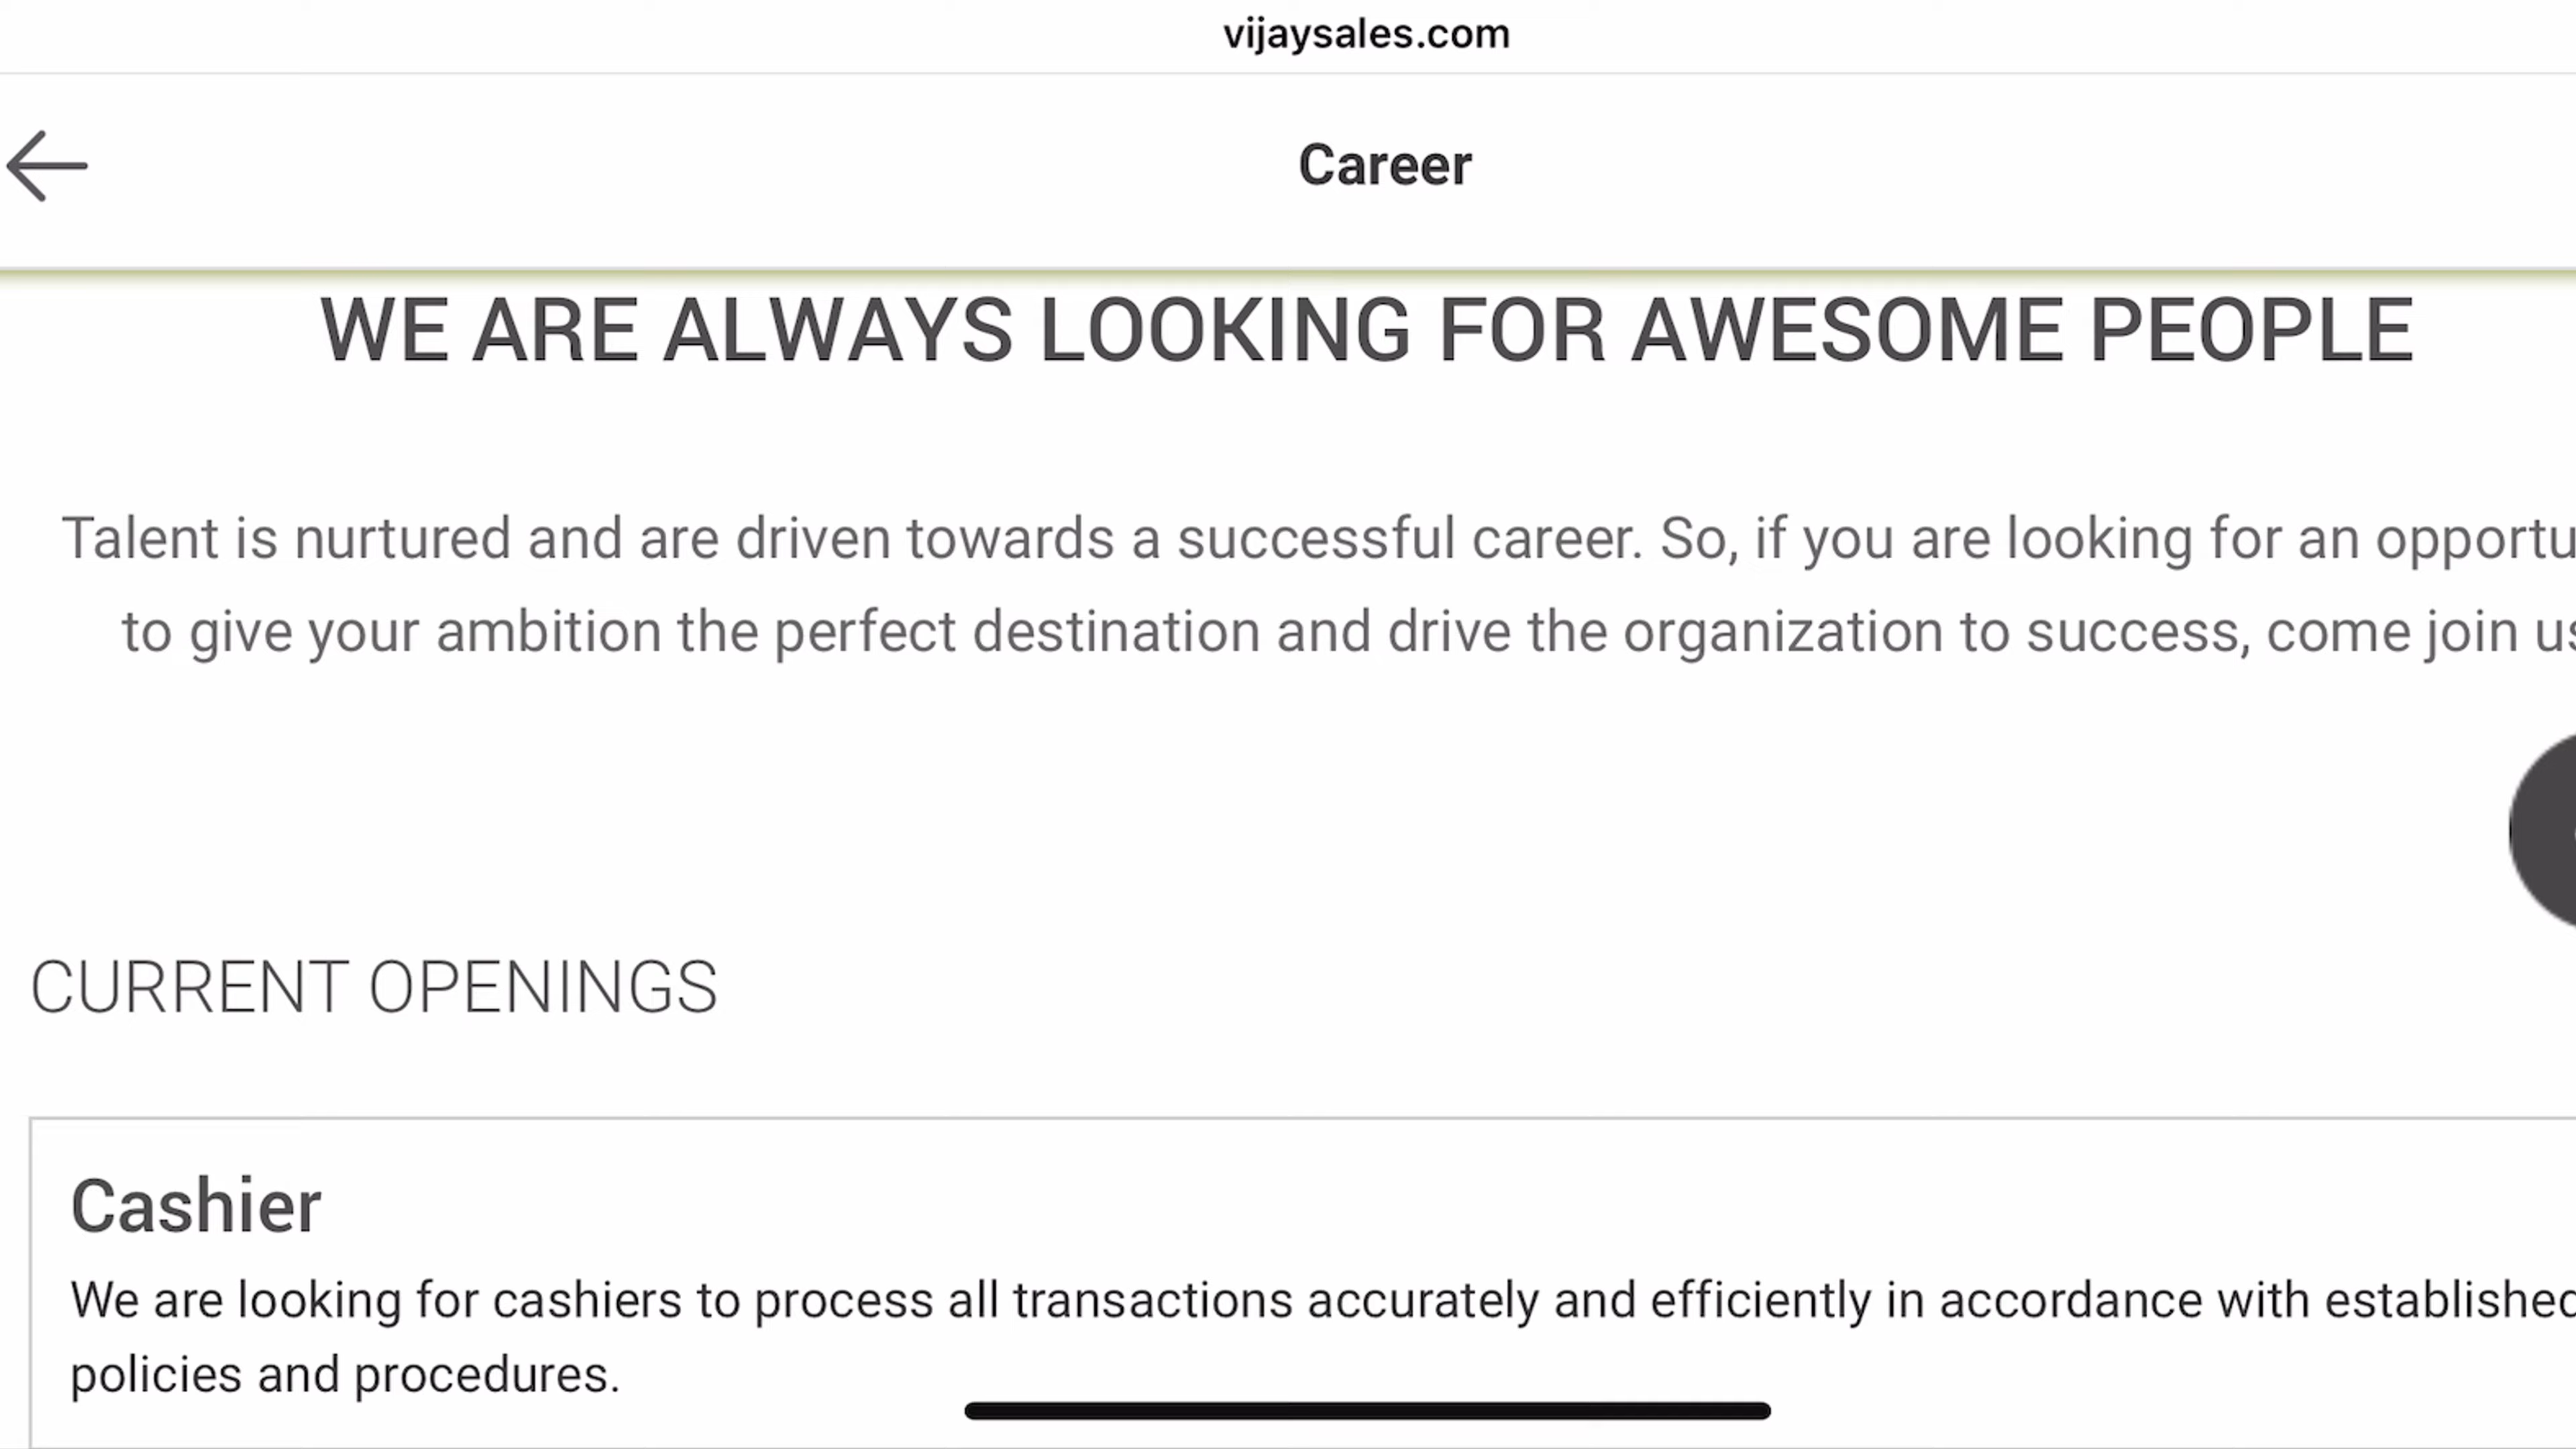 vijaysales.com
Career
WE ARE ALWAYS LOOKING FOR AWESOME PEOPLE
Talent is nurtured and are driven towards a successful career. So, if you are looking for an opportu
to give your ambition the perfect destination and drive the organization to success, come join us
CURRENT OPENINGS
Cashier
We are looking for cashiers to process all transactions accurately and efficiently in accordance with established
policies and procedures.